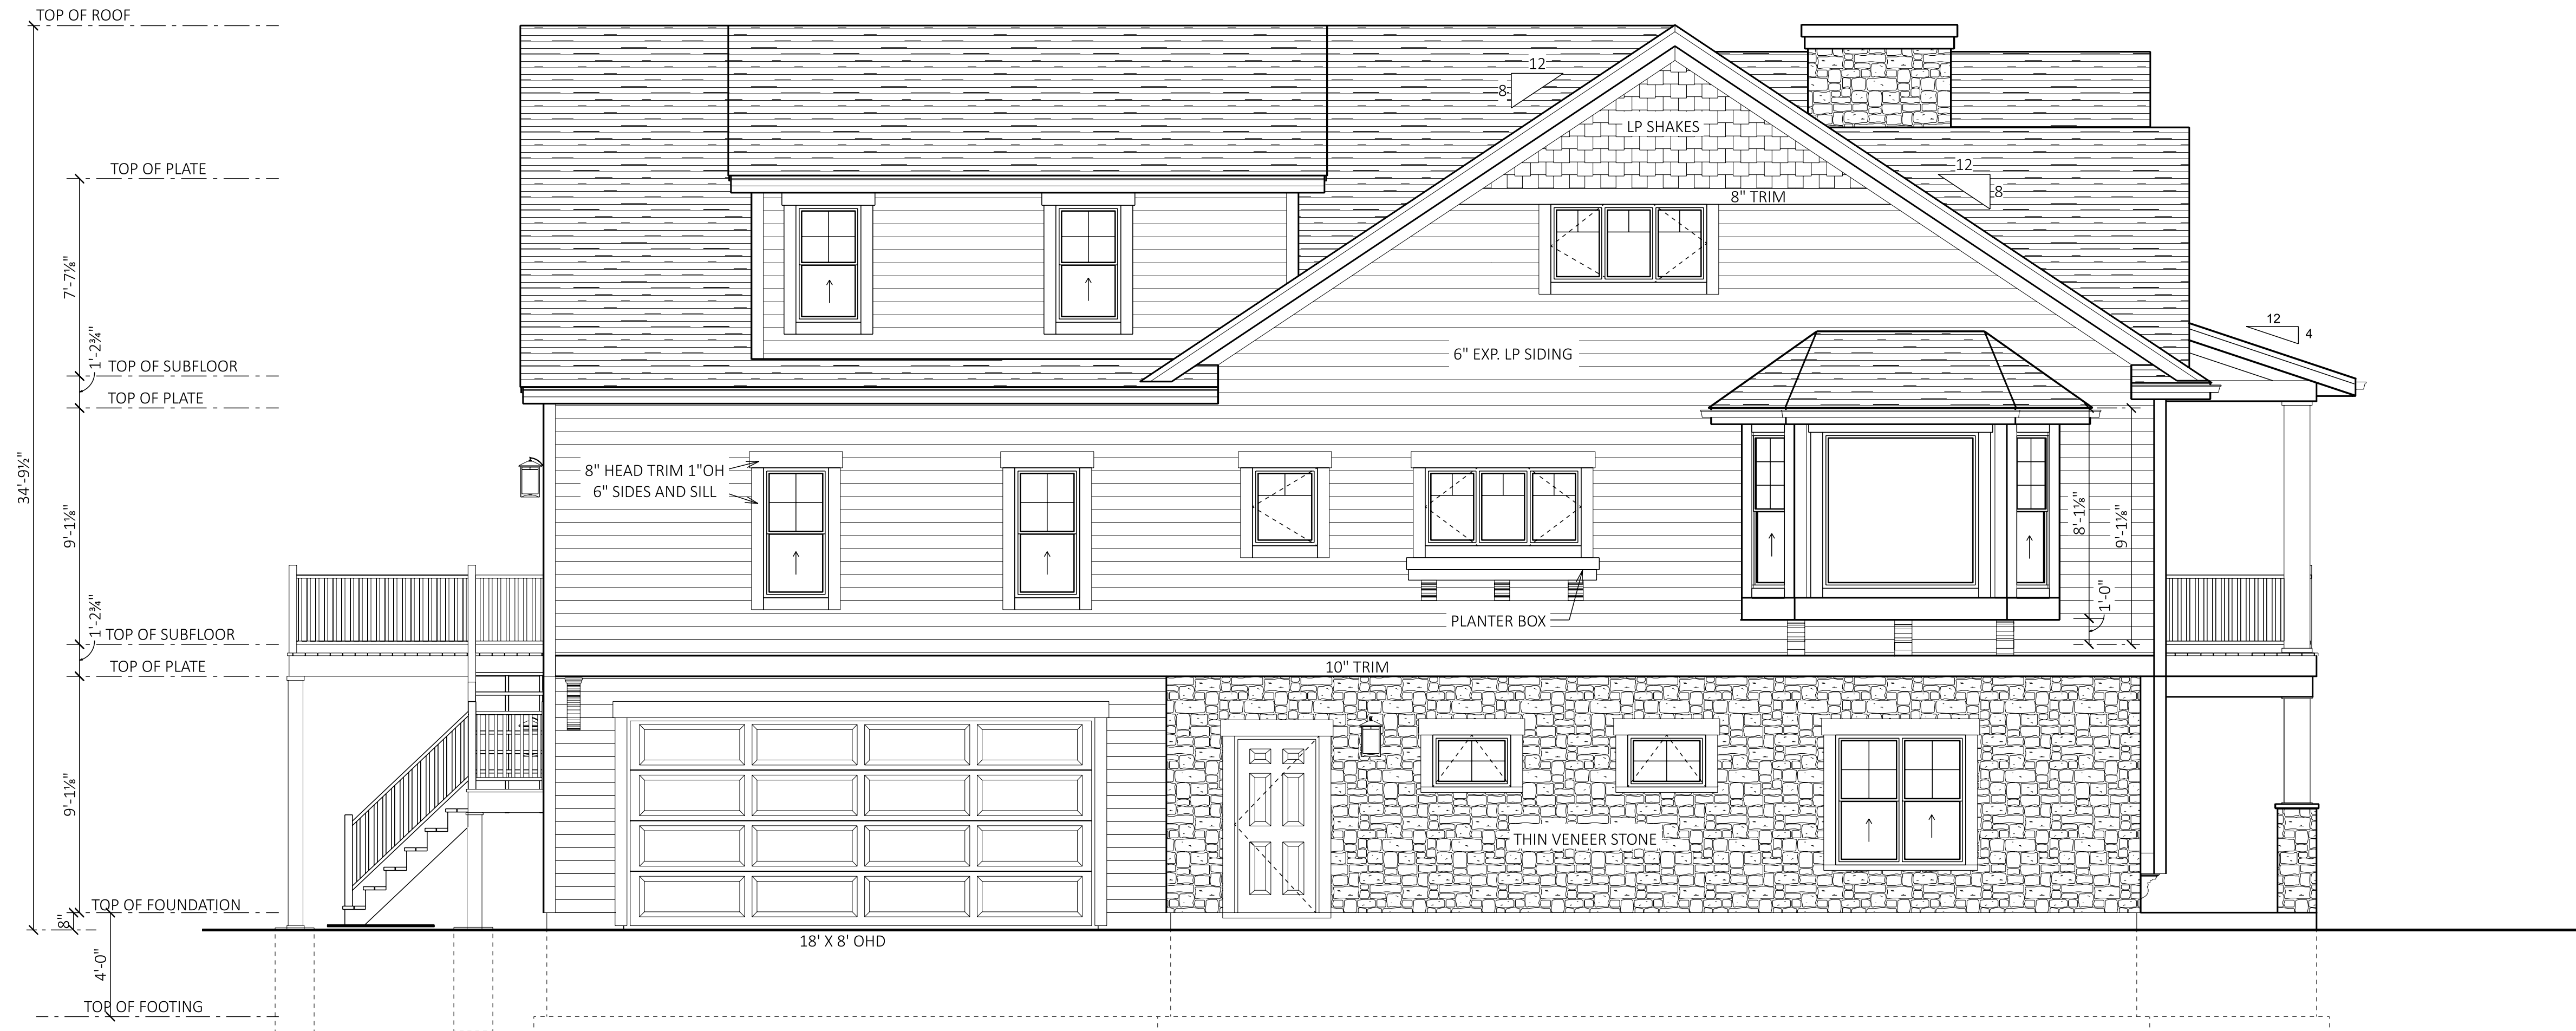 TOP OF ROOF
12
8
LP SHAKES
TOP OF PLATE
12
8
8" TRIM
7'-7⅛"
12
4
1'-2¾"
6" EXP. LP SIDING
TOP OF SUBFLOOR
TOP OF PLATE
34'-9½"
8" HEAD TRIM 1"OH
6" SIDES AND SILL
9'-1⅛"
8'-1⅛"
9'-1⅛"
1'-0"
1'-2¾"
PLANTER BOX
TOP OF SUBFLOOR
TOP OF PLATE
10" TRIM
9'-1⅛"
THIN VENEER STONE
TOP OF FOUNDATION
8"
18' X 8' OHD
4'-0"
TOP OF FOOTING